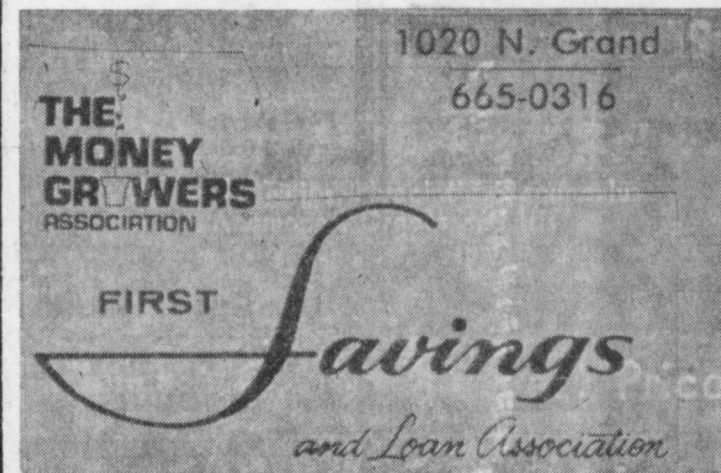 1020 N. Grand
665-0316
$
THE
MONEY
GROWERS
ASSOCIATION
FIRST
Savings
and Loan Association